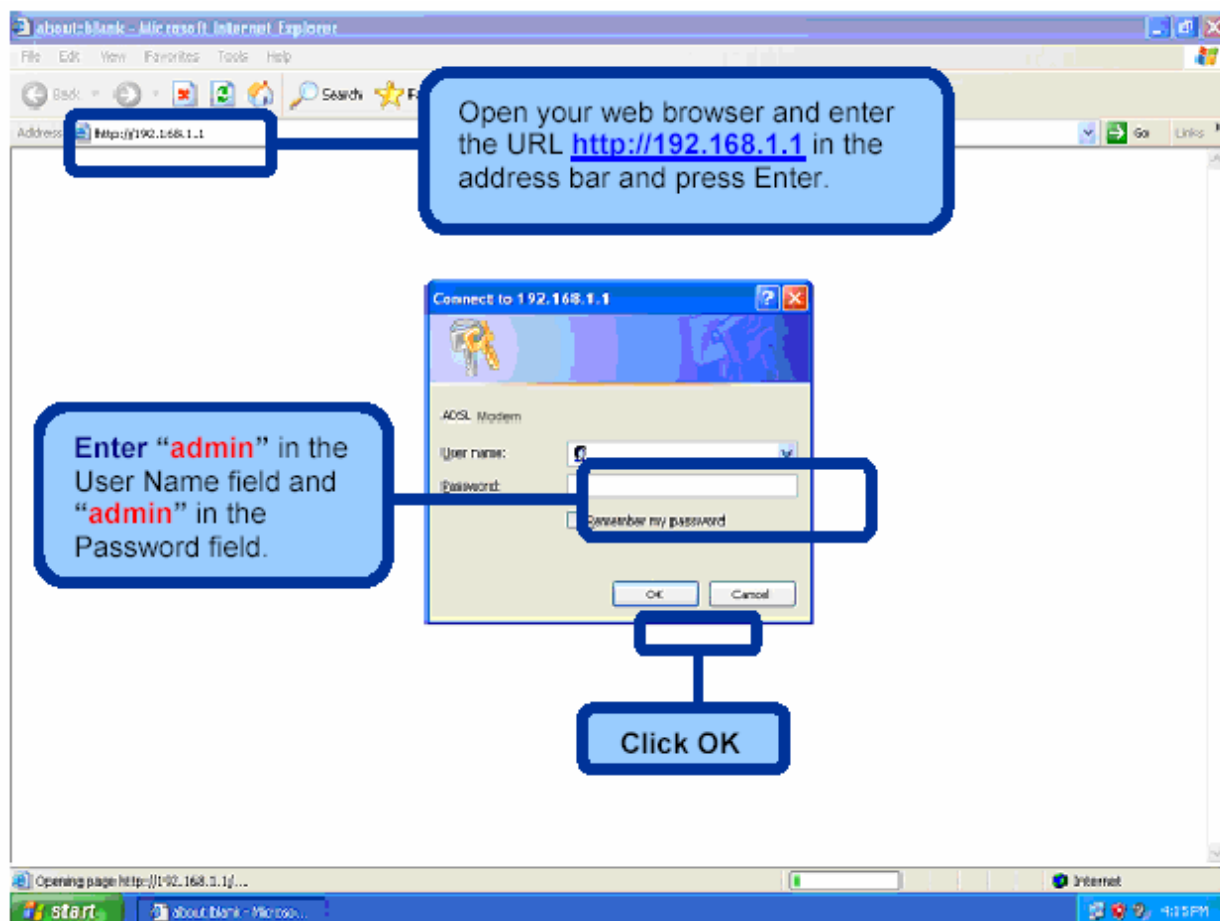 about:blank - Microsoft Internet Explorer
File Edit View Favorites Tools Help
Back Search
Address http://192.168.1.1 Go Links
Open your web browser and enter
the URL http://192.168.1.1 in the
address bar and press Enter.
Connect to 192.168.1.1
ADSL Modem
User name:
Password:
Remember my password
OK Cancel
Enter “admin” in the
User Name field and
“admin” in the
Password field.
Click OK
Opening page http://192.168.1.1/... Internet
start about:blank - Microso... 4:15 PM